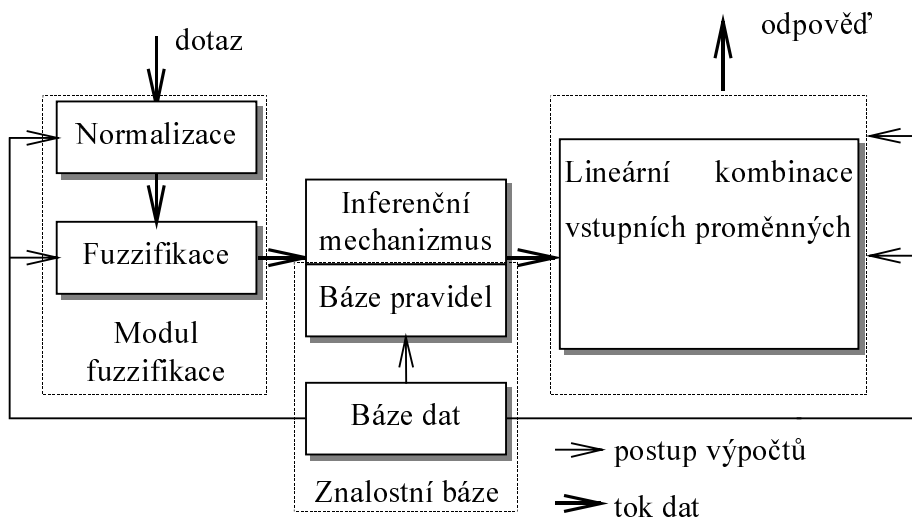 dotaz
odpověď
Normalizace
Fuzzifikace
Modul
fuzzifikace
Inferenční
mechanizmus
Báze pravidel
Báze dat
Znalostní báze
Lineární kombinace
vstupních proměnných
postup výpočtů
tok dat